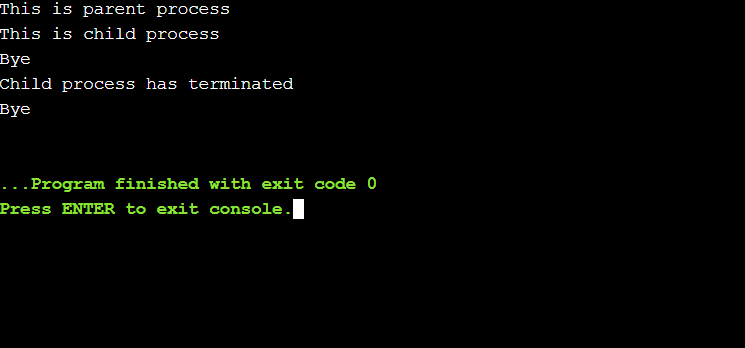 This is parent process
This is child process
Bye
Child process has terminated
Bye
...Program finished with exit code 0
Press ENTER to exit console.